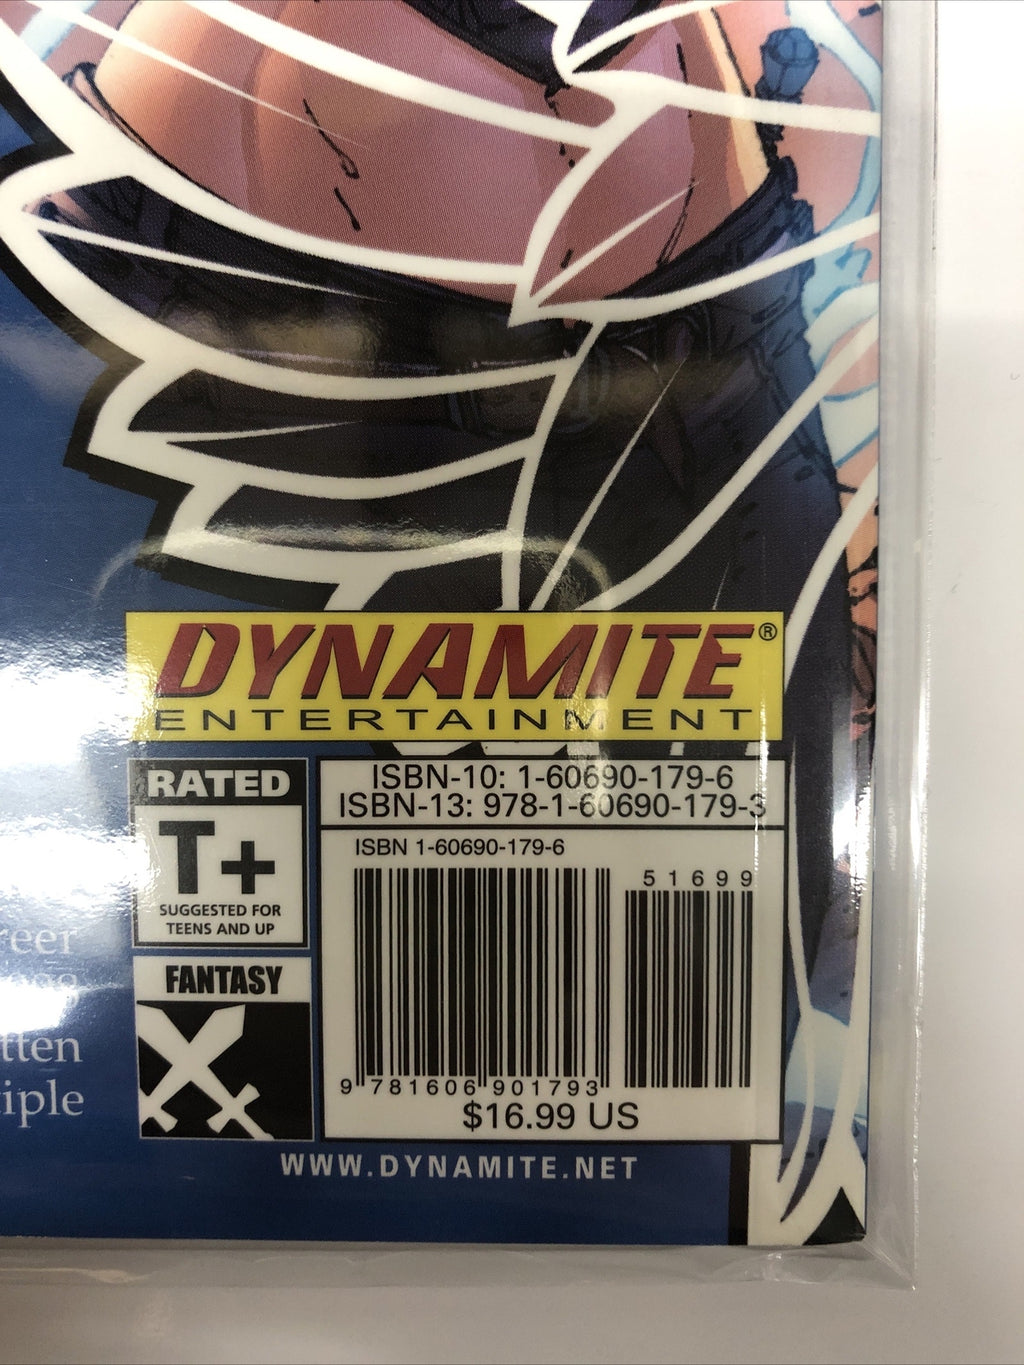 DYNAMITE®
ENTERTAINMENT
RATED
T+
SUGGESTED FOR
TEENS AND UP
FANTASY
ISBN-10: 1-60690-179-6
ISBN-13: 978-1-60690-179-3
ISBN 1-60690-179-6
51699
9 781606 901793
$16.99 US
WWW.DYNAMITE.NET